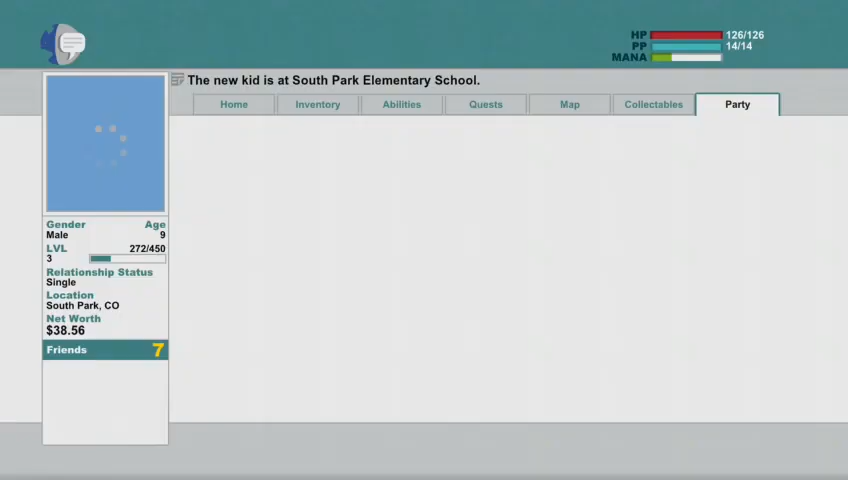 HP 126/126
PP 14/14
MANA
The new kid is at South Park Elementary School.
Home Inventory Abilities Quests Map Collectables Party
Gender Age
Male 9
LVL 272/450
3
Relationship Status
Single
Location
South Park, CO
Net Worth
$38.56
Friends 7